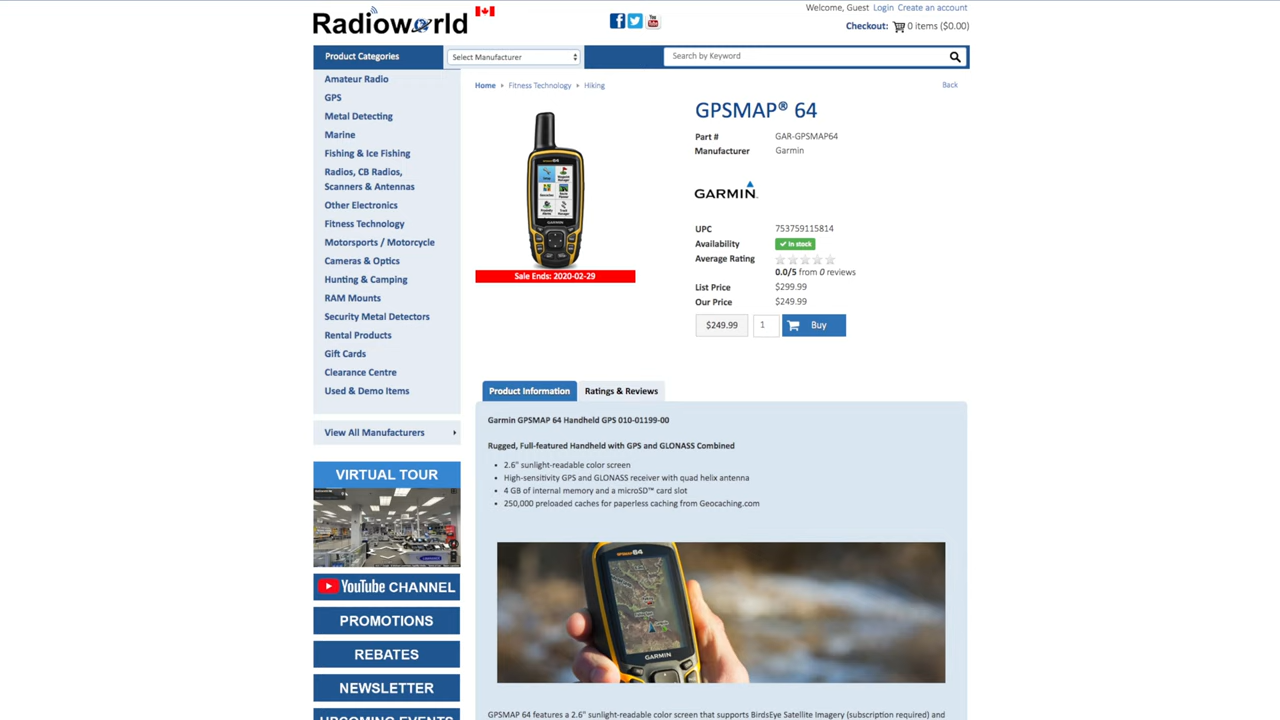 Radioworld
Welcome, Guest Login Create an account
Checkout: 0 items ($0.00)
Product Categories
Select Manufacturer
Search by Keyword
Amateur Radio
GPS
Metal Detecting
Marine
Fishing & Ice Fishing
Radios, CB Radios,
Scanners & Antennas
Other Electronics
Fitness Technology
Motorsports / Motorcycle
Cameras & Optics
Hunting & Camping
RAM Mounts
Security Metal Detectors
Rental Products
Gift Cards
Clearance Centre
Used & Demo Items
View All Manufacturers
VIRTUAL TOUR
YouTube CHANNEL
PROMOTIONS
REBATES
NEWSLETTER
UPCOMING EVENTS
Home Fitness Technology Hiking
Back
Sale Ends: 2020-02-29
GPSMAP® 64
Part # GAR-GPSMAP64
Manufacturer Garmin
GARMIN.
UPC 753759115814
Availability In stock
Average Rating
0.0/5 from 0 reviews
List Price $299.99
Our Price $249.99
$249.99 1 Buy
Product Information Ratings & Reviews
Garmin GPSMAP 64 Handheld GPS 010-01199-00
Rugged, Full-featured Handheld with GPS and GLONASS Combined
• 2.6" sunlight-readable color screen
• High-sensitivity GPS and GLONASS receiver with quad helix antenna
• 4 GB of internal memory and a microSD™ card slot
• 250,000 preloaded caches for paperless caching from Geocaching.com
GPSMAP 64
GARMIN
GPSMAP 64 features a 2.6" sunlight-readable color screen that supports BirdsEye Satellite Imagery (subscription required) and